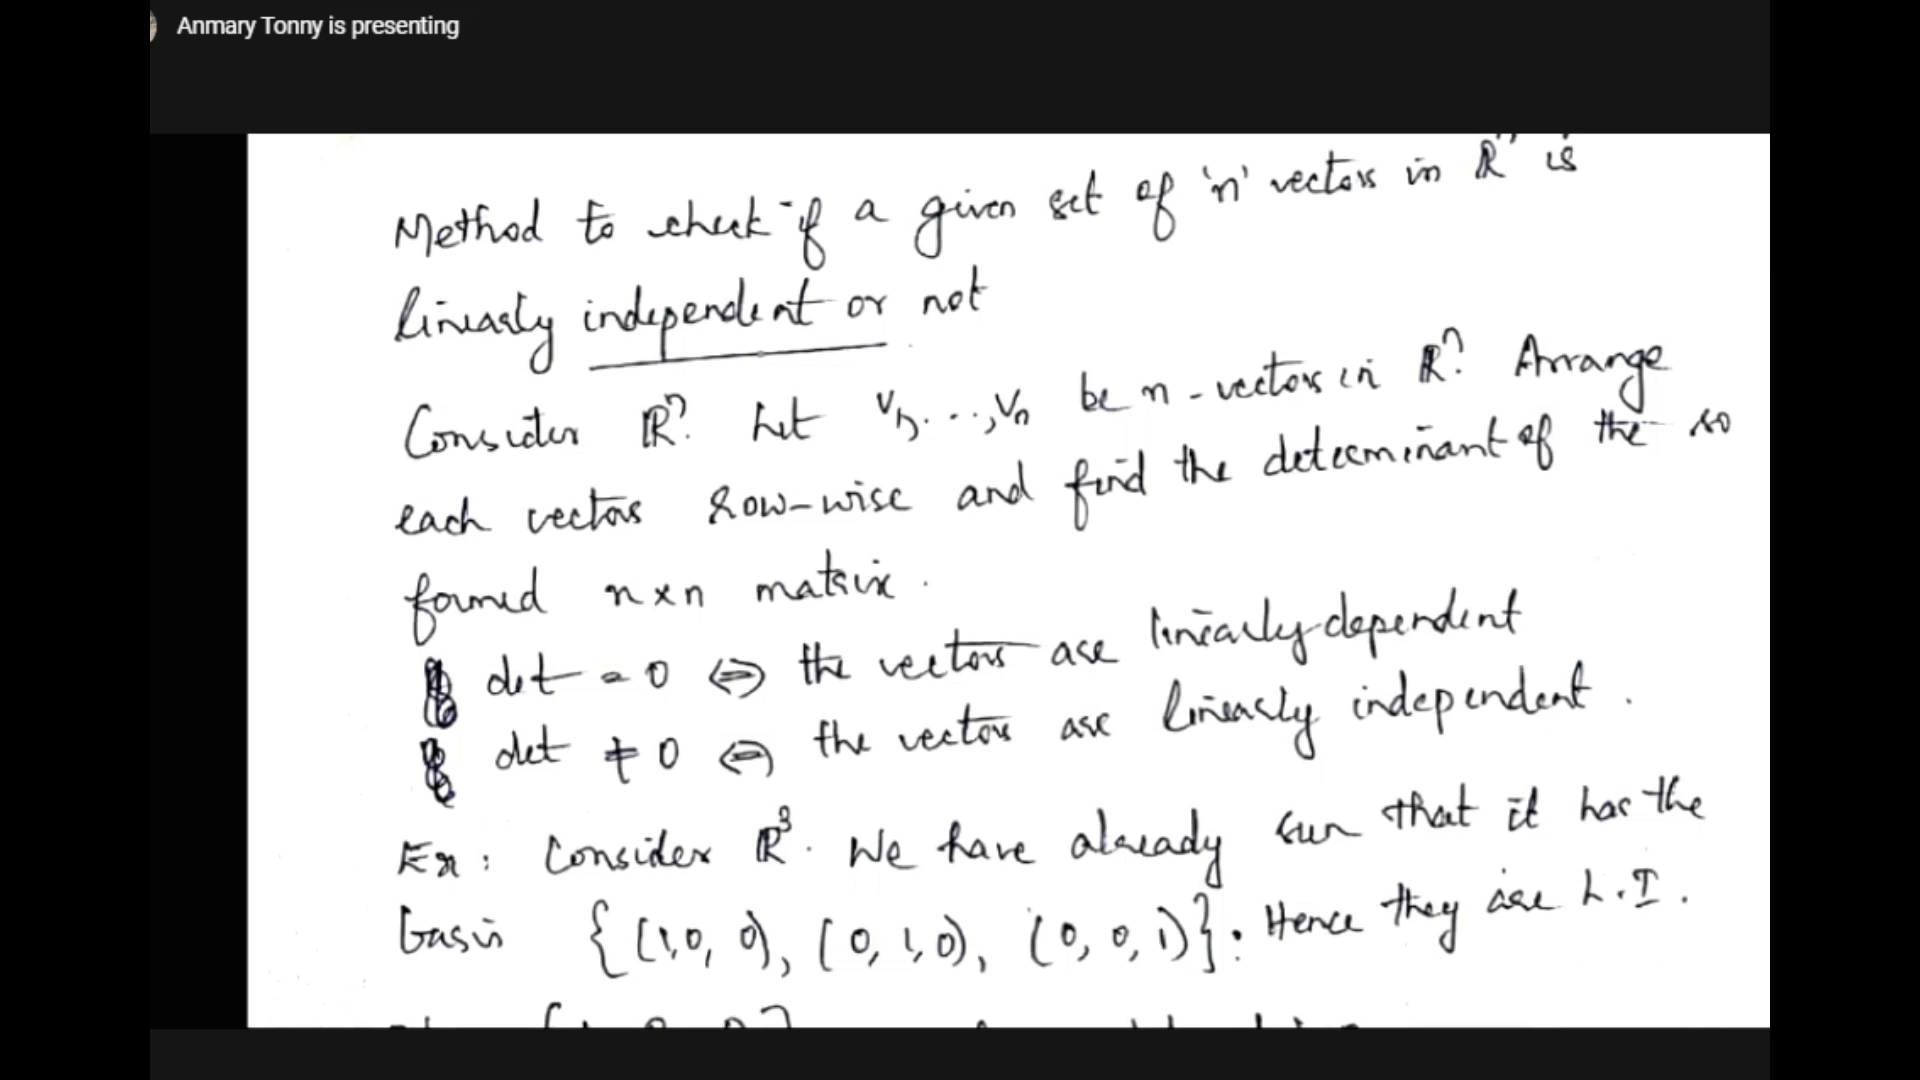 Anmary Tonny is presenting
Method to check if a given set of 'n' vectors in ℝⁿ is
linearly independent or not
Consider ℝⁿ. Let v₁, ..., vₙ be n-vectors in ℝⁿ. Arrange
each vectors row-wise and find the determinant of the so
formed n×n matrix.
det = 0 ⇔ the vectors are linearly dependent
det ≠ 0 ⇔ the vectors are linearly independent.
Ex: Consider ℝ³. We have already seen that it has the
basis {(1,0,0), (0,1,0), (0,0,1)}. Hence they are L.I.